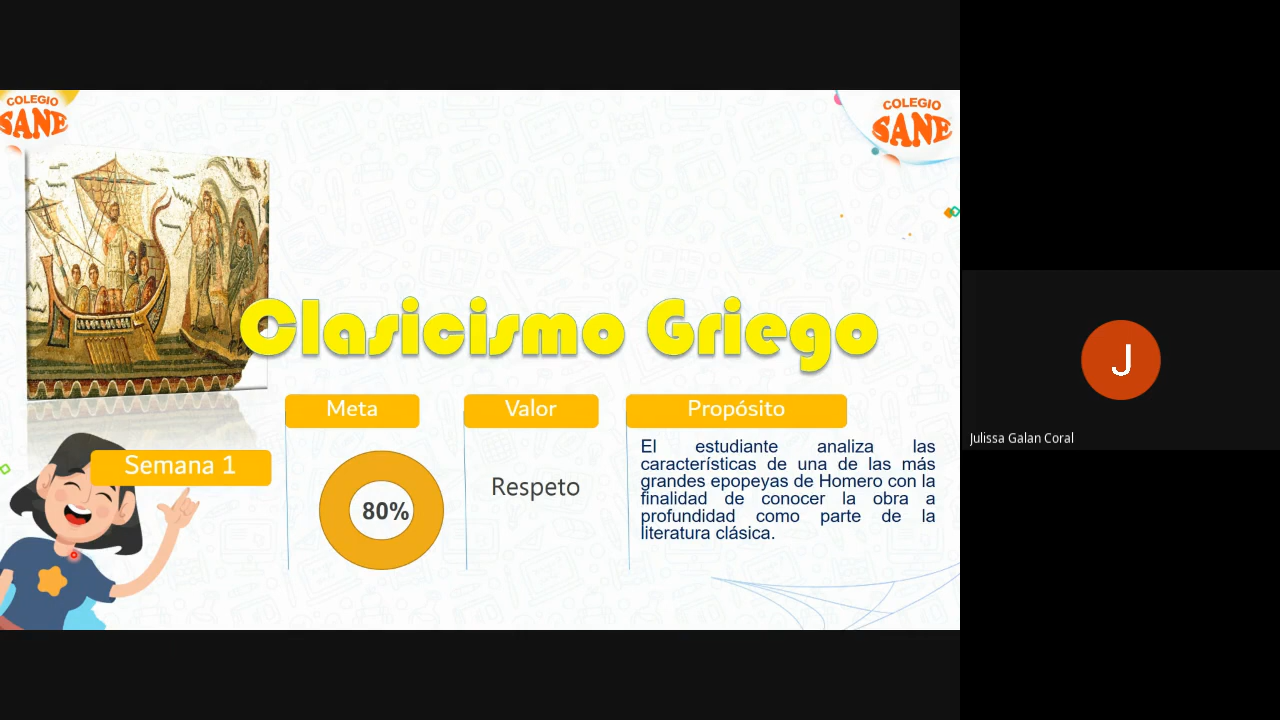 COLEGIO
SANE
COLEGIO
SANE
Clasicismo Griego
Meta
Valor
Propósito
Semana 1
80%
Respeto
El estudiante analiza las
características de una de las más
grandes epopeyas de Homero con la
finalidad de conocer la obra a
profundidad como parte de la
literatura clásica.
J
Julissa Galan Coral